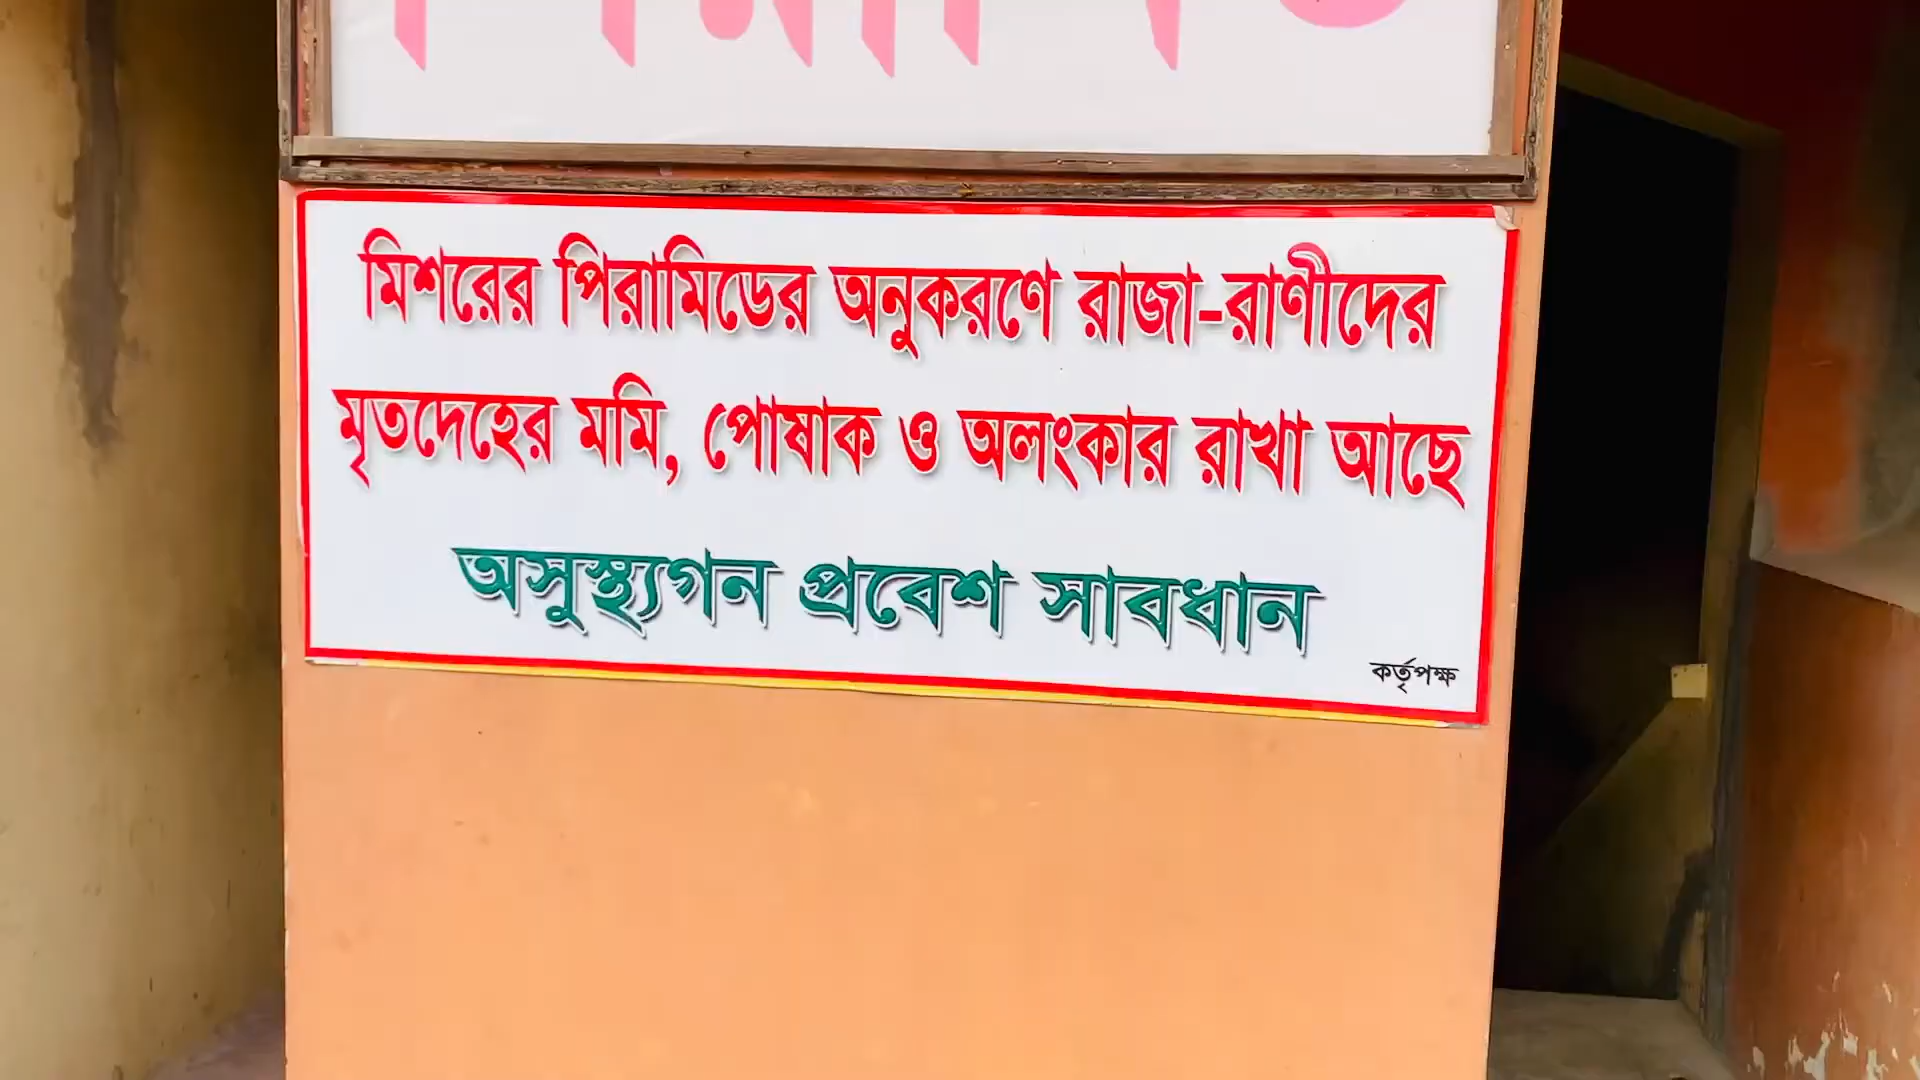 মিশরের পিরামিডের অনুকরণে রাজা-রাণীদের
মৃতদেহের মমি, পোষাক ও অলংকার রাখা আছে
অসুস্থ্যগন প্রবেশ সাবধান
কর্তৃপক্ষ